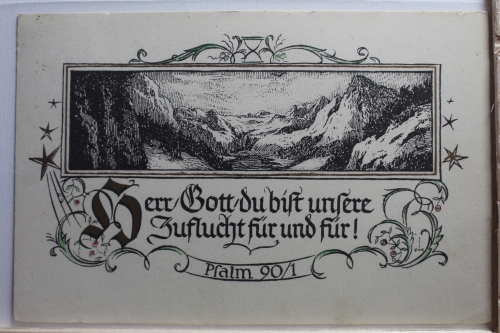 Herr/Gott/du bist unsere
Zuflucht für und für!
Psalm 90/1